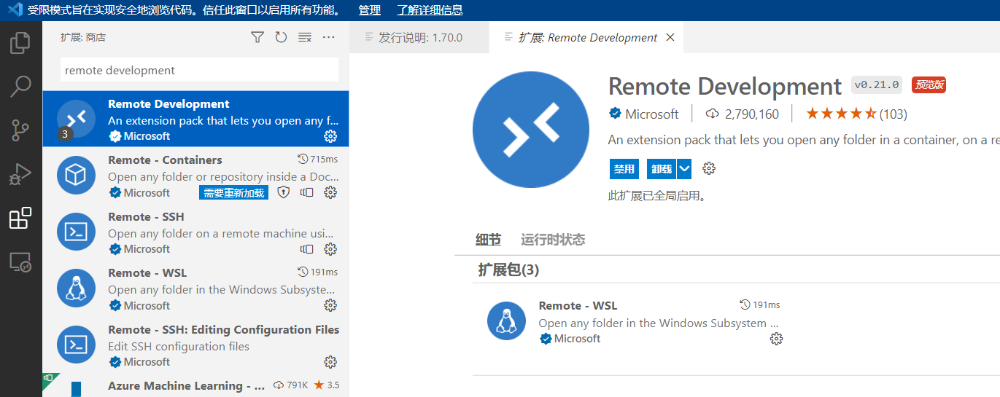 受限模式旨在实现安全地浏览代码。信任此窗口以启用所有功能。 管理 了解详细信息
扩展: 商店
remote development
Remote Development
An extension pack that lets you open any f...
3
Microsoft
Remote - Containers 715ms
Open any folder or repository inside a Doc...
Microsoft 需要重新加载
Remote - SSH
Open any folder on a remote machine usi...
Microsoft
Remote - WSL 191ms
Open any folder in the Windows Subsyste...
Microsoft
Remote - SSH: Editing Configuration Files
Edit SSH configuration files
Microsoft
Azure Machine Learning - ... 791K 3.5
发行说明: 1.70.0
扩展: Remote Development
Remote Development v0.21.0 预览版
Microsoft 2,790,160 (103)
An extension pack that lets you open any folder in a container, on a re
禁用 卸载
此扩展已全局启用。
细节 运行时状态
扩展包(3)
Remote - WSL 191ms
Open any folder in the Windows Subsystem ...
Microsoft